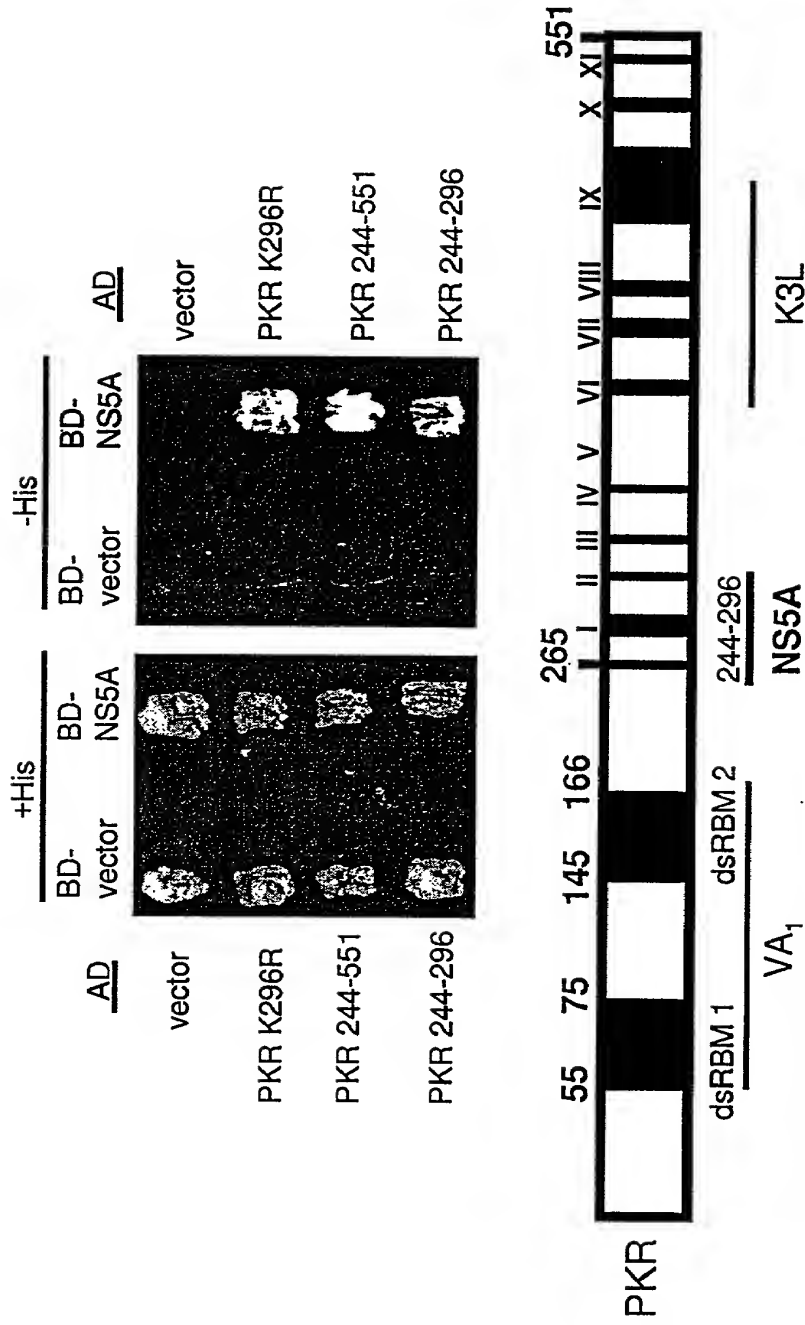 +His
-His
BD-
vector
BD-
NS5A
BD-
vector
BD-
NS5A
AD
AD
vector
vector
PKR K296R
PKR K296R
PKR 244-551
PKR 244-551
PKR 244-296
PKR 244-296
55
75
145
166
265
I
II
III
IV
V
VI
VII
VIII
IX
X
XI
551
PKR
dsRBM 1
dsRBM 2
244-296
VA1
NS5A
K3L